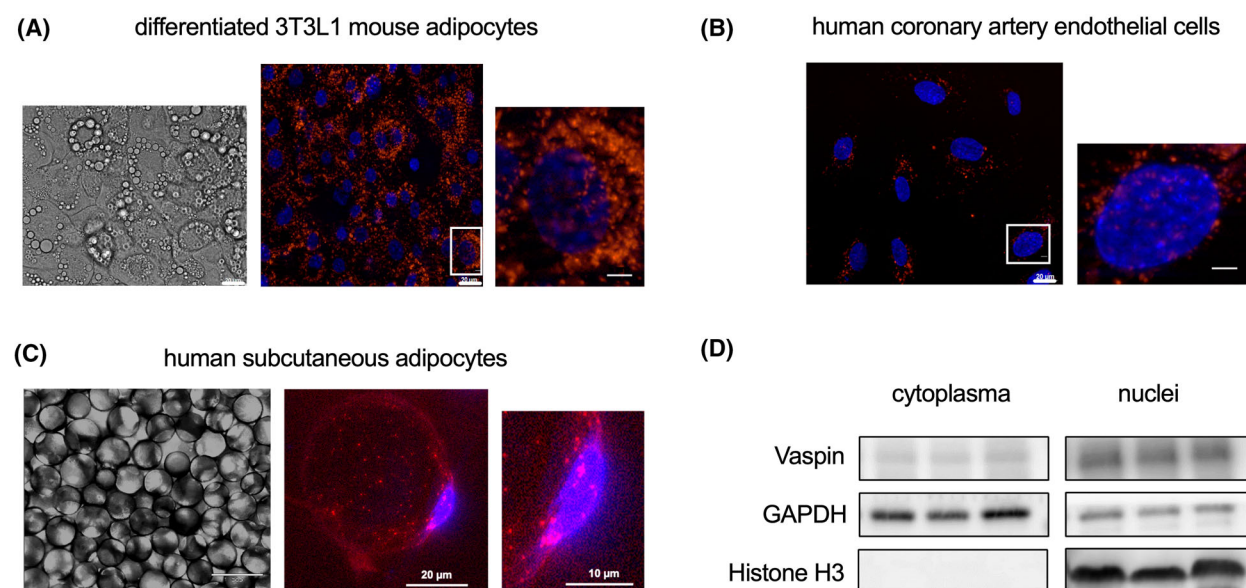 (A) differentiated 3T3L1 mouse adipocytes
20 µm
(B) human coronary artery endothelial cells
20 µm
(C) human subcutaneous adipocytes
20 µm
10 µm
(D)
cytoplasma nuclei
Vaspin
GAPDH
Histone H3